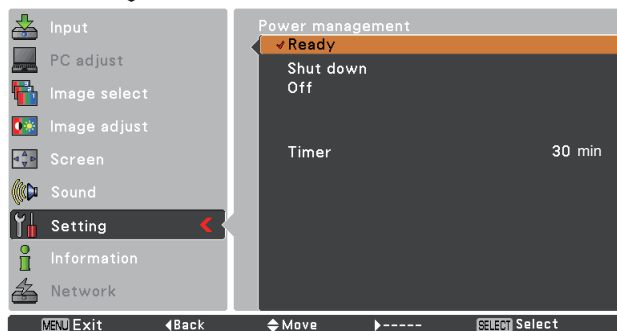 Input
PC adjust
Image select
Image adjust
Screen
Sound
Setting
Information
Network
Power management
Ready
Shut down
Off
Timer 30 min
MENU Exit Back Move ----- SELECT Select